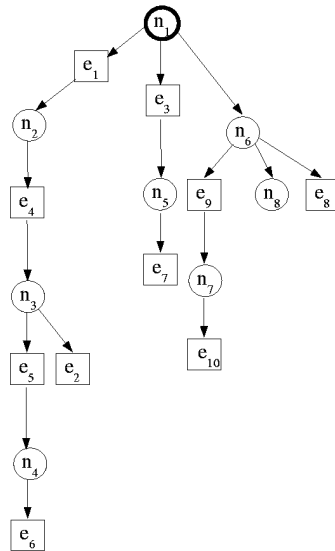 n₁
e₁
e₃
n₂
n₆
e₄
n₅
e₉
n₈
e₈
e₇
n₇
n₃
e₅
e₂
e₁₀
n₄
e₆